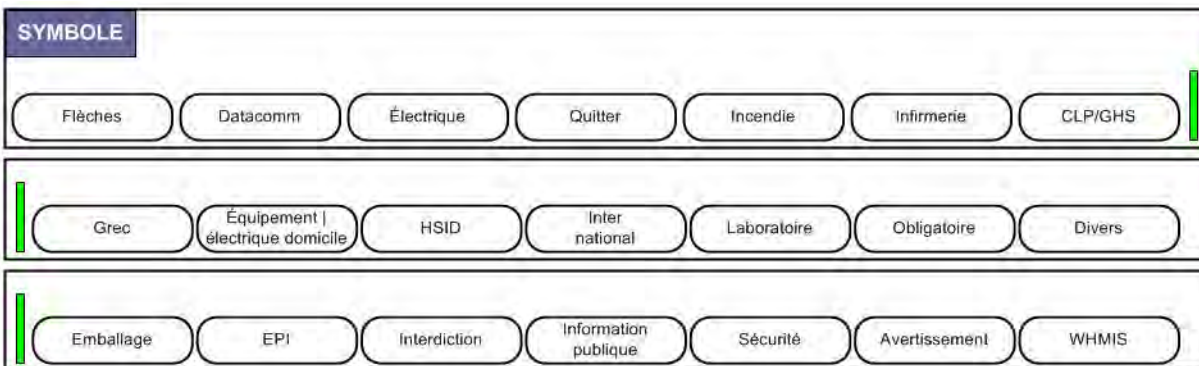 SYMBOLE
Flèches
Datacomm
Électrique
Quitter
Incendie
Infirmerie
CLP/GHS
Grec
Équipement |
électrique domicile
HSID
Inter
national
Laboratoire
Obligatoire
Divers
Emballage
EPI
Interdiction
Information
publique
Sécurité
Avertissement
WHMIS